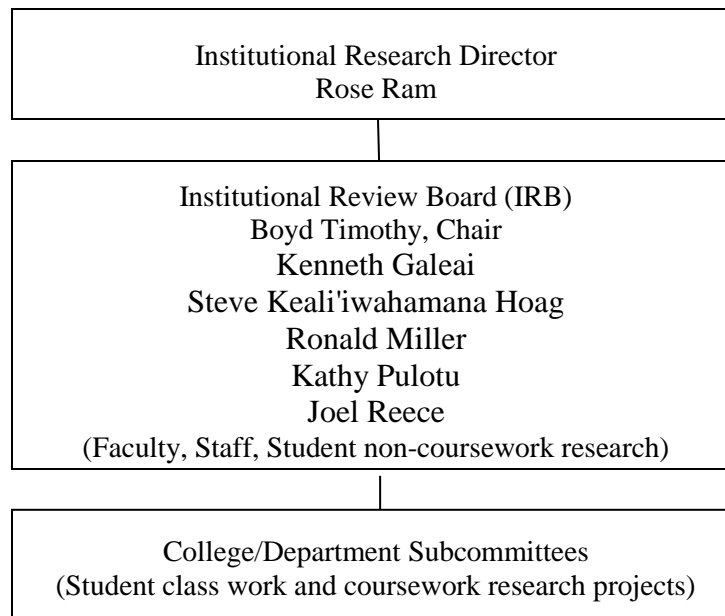 Institutional Research Director
Rose Ram
Institutional Review Board (IRB)
Boyd Timothy, Chair
Kenneth Galeai
Steve Keali'iwahamana Hoag
Ronald Miller
Kathy Pulotu
Joel Reece
(Faculty, Staff, Student non-coursework research)
College/Department Subcommittees
(Student class work and coursework research projects)